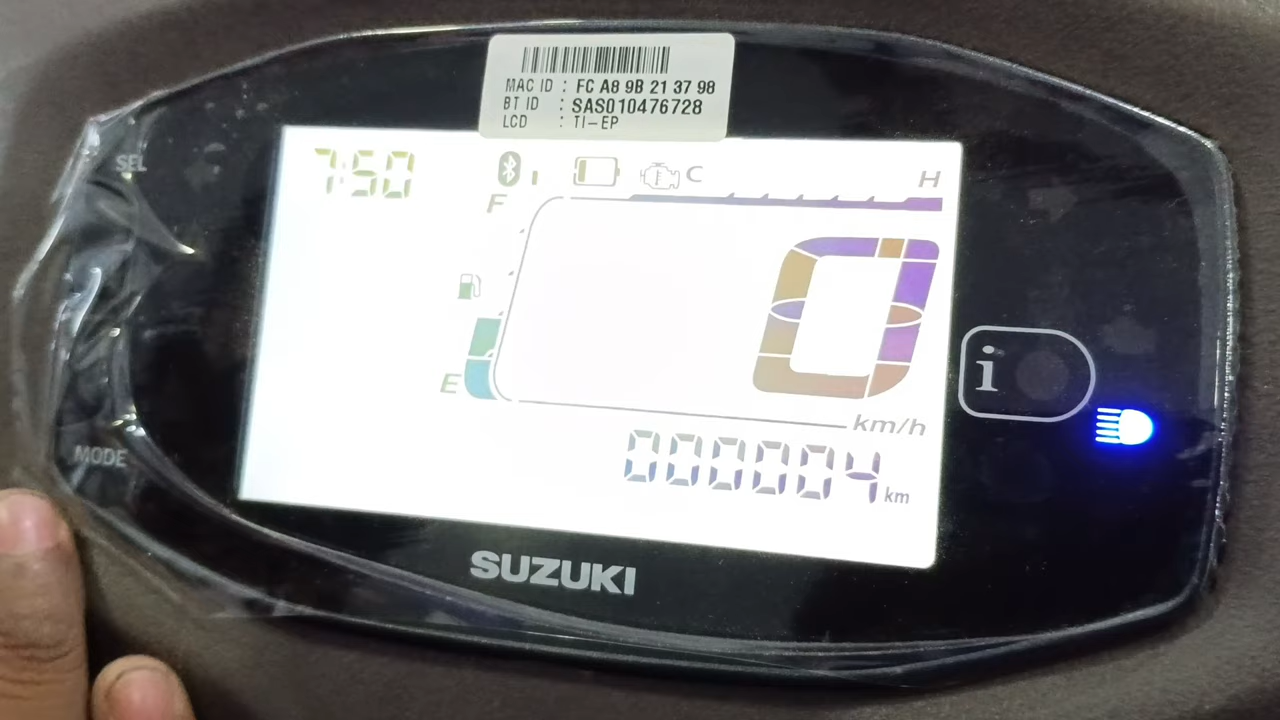 MAC ID : FC A8 9B 21 37 98
BT ID : SAS010476728
LCD : TI-EP
SEL
7:50
C
H
F
0
E
km/h
000004 km
i
MODE
SUZUKI